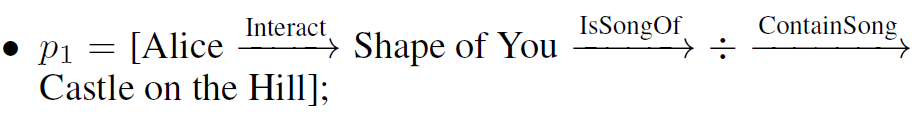 • p₁ = [Alice —Interact→ Shape of You —IsSongOf→ ÷ —ContainSong→
Castle on the Hill];